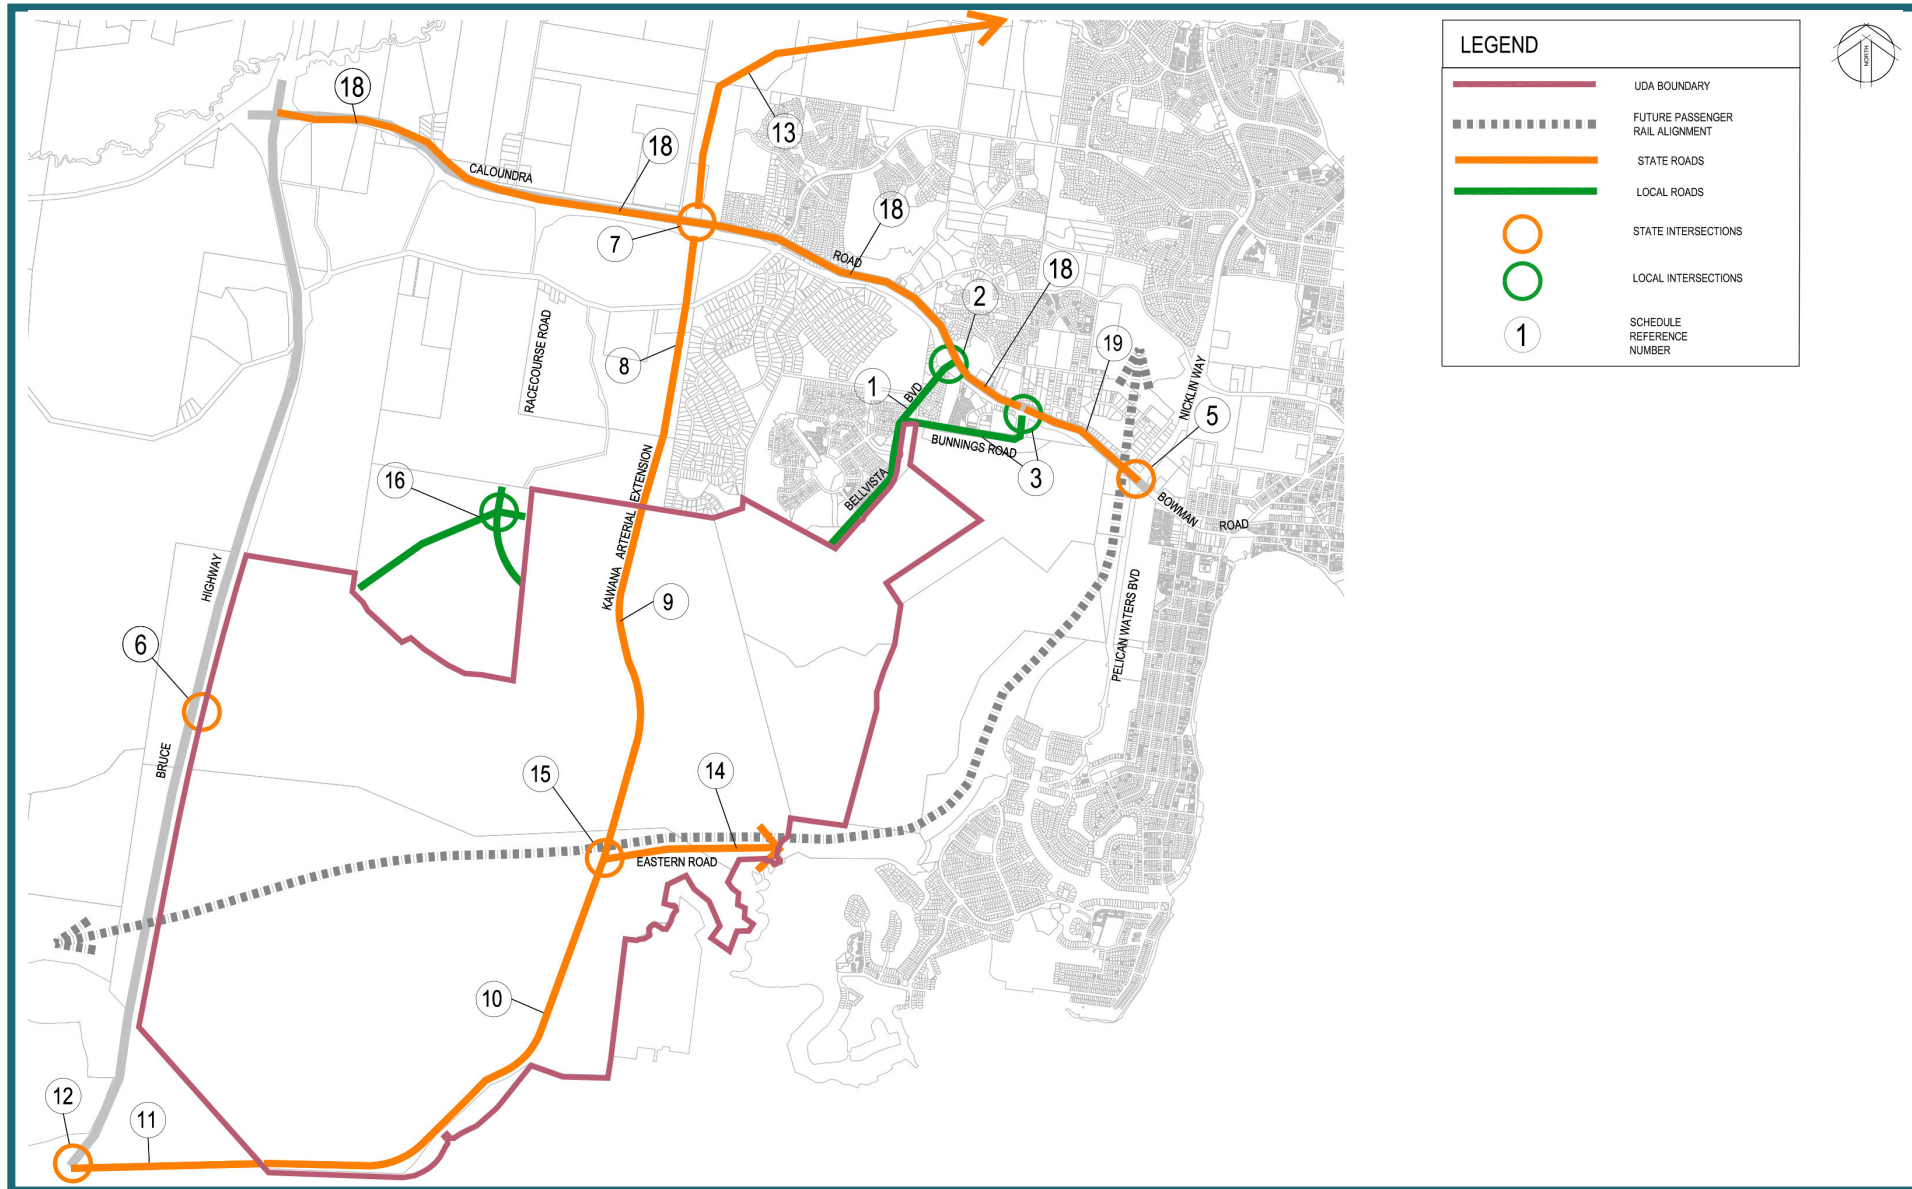 LEGEND
UDA BOUNDARY
FUTURE PASSENGER
RAIL ALIGNMENT
STATE ROADS
LOCAL ROADS
STATE INTERSECTIONS
LOCAL INTERSECTIONS
1
SCHEDULE
REFERENCE
NUMBER
NORTH
18
13
CALOUNDRA
18
7
18
ROAD
18
2
8
RACECOURSE ROAD
1
BVD
19
NICKLIN WAY
5
BUNNINGS ROAD
3
BELLVISTA
BOWMAN
ROAD
16
KAWANA ARTERIAL EXTENSION
HIGHWAY
9
PELICAN WATERS BVD
6
BRUCE
15
14
EASTERN ROAD
10
12
11